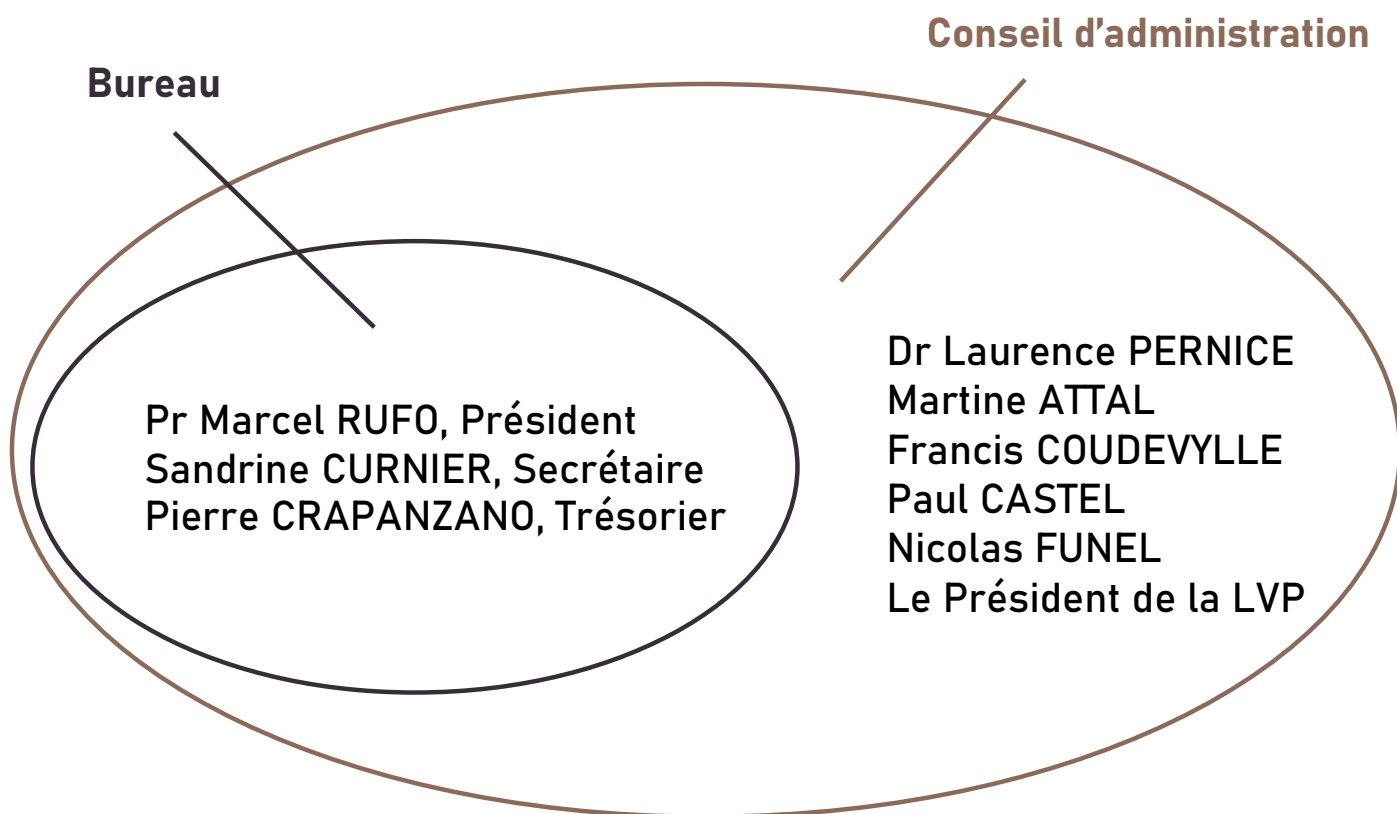 Conseil d’administration
Bureau
Pr Marcel RUFO, Président
Sandrine CURNIER, Secrétaire
Pierre CRAPANZANO, Trésorier
Dr Laurence PERNICE
Martine ATTAL
Francis COUDEVYLLE
Paul CASTEL
Nicolas FUNEL
Le Président de la LVP